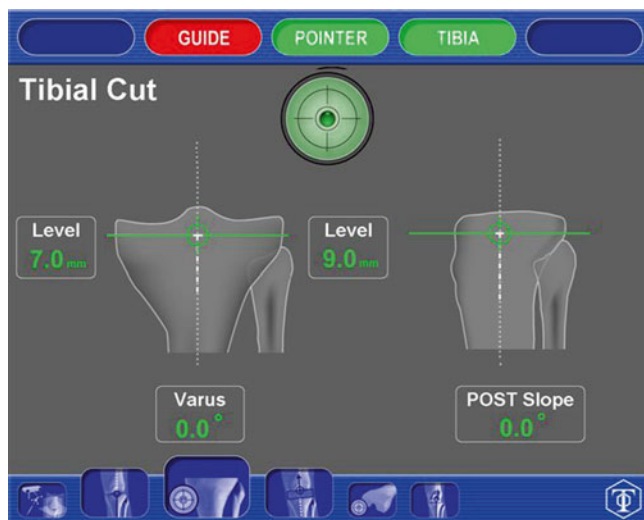 GUIDE POINTER TIBIA
Tibial Cut
Level Level
7.0 mm 9.0 mm
Varus POST Slope
0.0° 0.0°